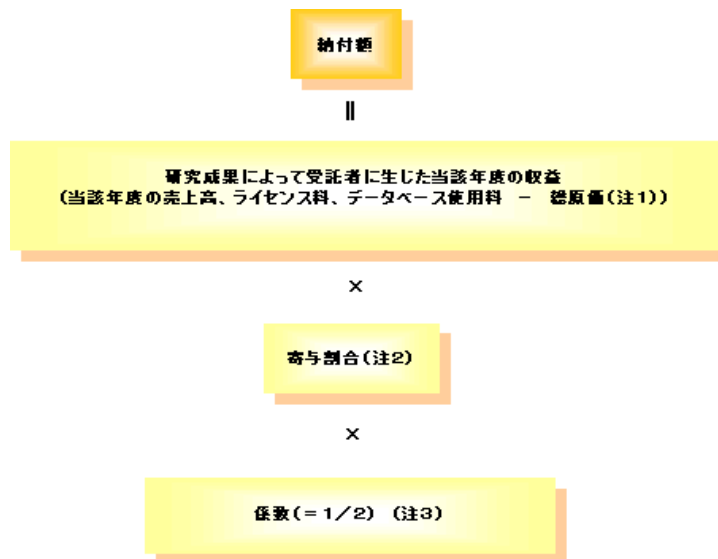 納付額
||
研究成果によって受託者に生じた当該年度の収益
(当該年度の売上高、ライセンス料、データベース使用料 － 総原価(注1))
×
寄与割合(注2)
×
係数(＝1／2) (注3)